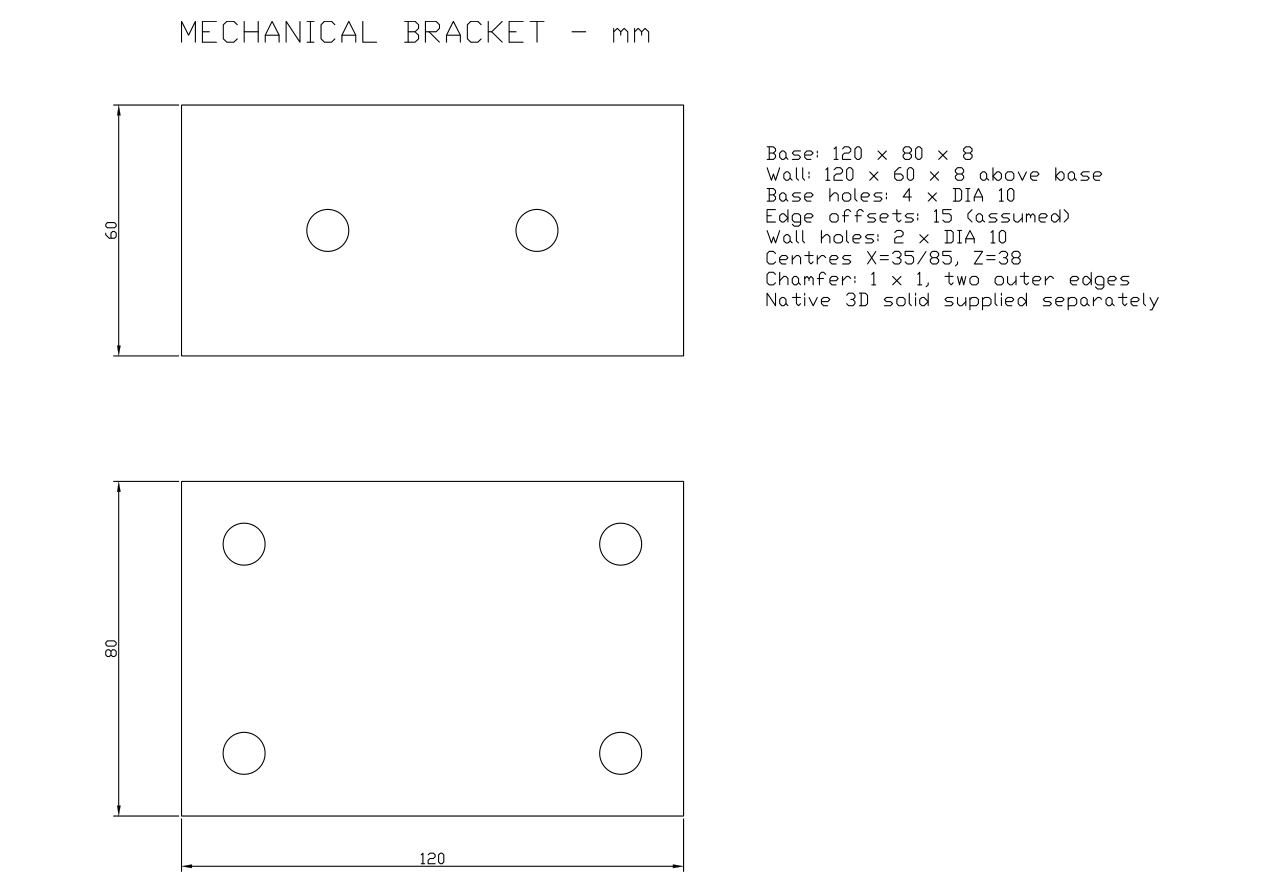 MECHANICAL BRACKET - mm
60
Base: 120 x 80 x 8
Wall: 120 x 60 x 8 above base
Base holes: 4 x DIA 10
Edge offsets: 15 (assumed)
Wall holes: 2 x DIA 10
Centres X=35/85, Z=38
Chamfer: 1 x 1, two outer edges
Native 3D solid supplied separately
80
120